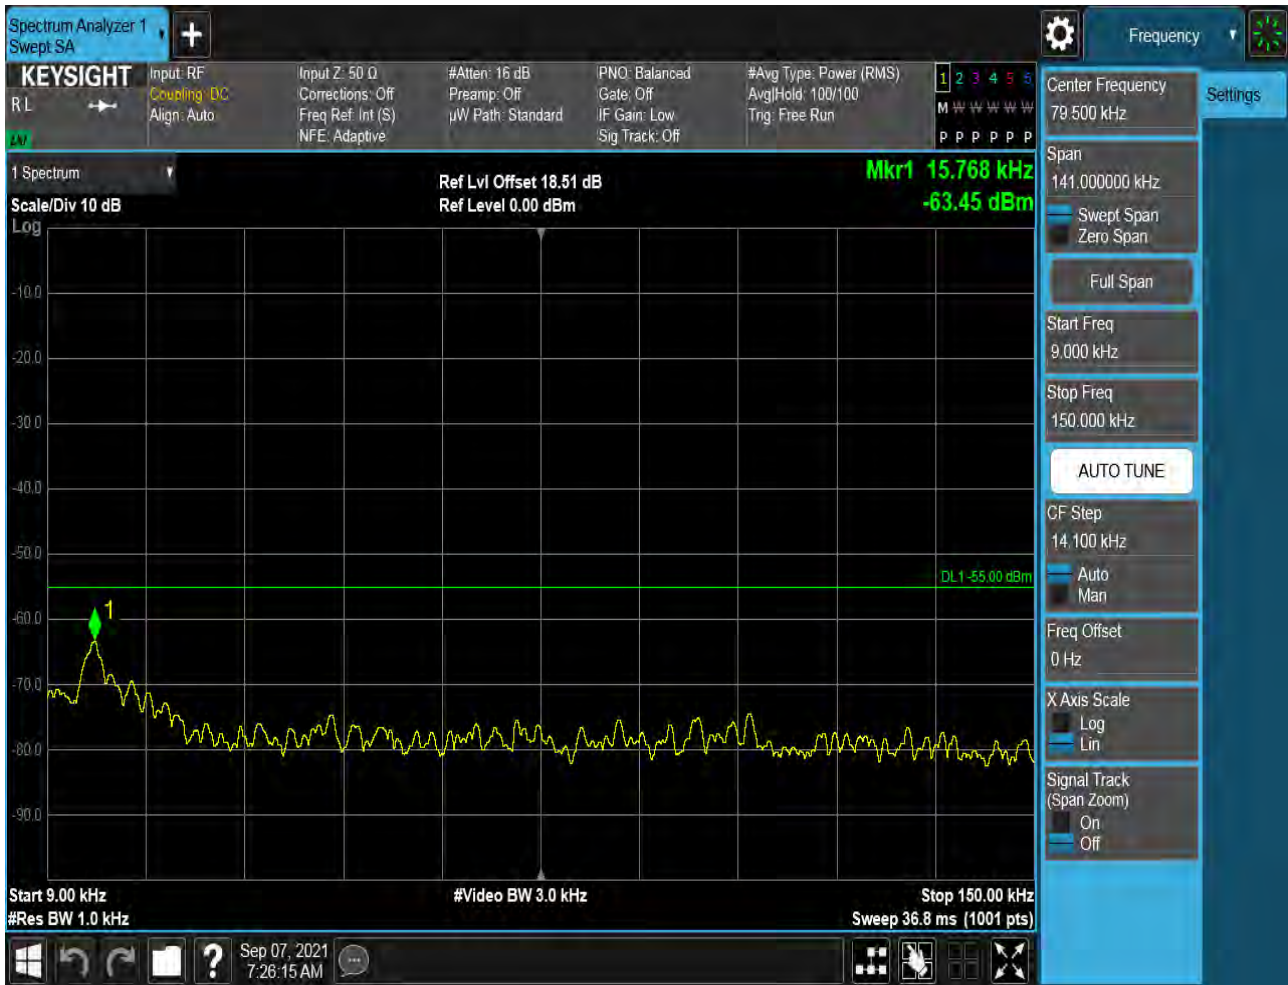 Spectrum Analyzer 1
Swept SA
Frequency
KEYSIGHT
R L
LXI
Input: RF
Coupling: DC
Align: Auto
Input Z: 50 Ω
Corrections: Off
Freq Ref: Int (S)
NFE: Adaptive
#Atten: 16 dB
Preamp: Off
µW Path: Standard
PNO: Balanced
Gate: Off
IF Gain: Low
Sig Track: Off
#Avg Type: Power (RMS)
Avg|Hold: 100/100
Trig: Free Run
1 2 3 4 5 6
M W W W W W
P P P P P P
1 Spectrum
Scale/Div 10 dB
Log
Ref Lvl Offset 18.51 dB
Ref Level 0.00 dBm
Mkr1 15.768 kHz
-63.45 dBm
-10.0
-20.0
-30.0
-40.0
-50.0
DL1 -55.00 dBm
1
-60.0
-70.0
-80.0
-90.0
Start 9.00 kHz
#Video BW 3.0 kHz
Stop 150.00 kHz
#Res BW 1.0 kHz
Sweep 36.8 ms (1001 pts)
?
Sep 07, 2021
7:26:15 AM
Center Frequency
79.500 kHz
Settings
Span
141.000000 kHz
Swept Span
Zero Span
Full Span
Start Freq
9.000 kHz
Stop Freq
150.000 kHz
AUTO TUNE
CF Step
14.100 kHz
Auto
Man
Freq Offset
0 Hz
X Axis Scale
Log
Lin
Signal Track
(Span Zoom)
On
Off